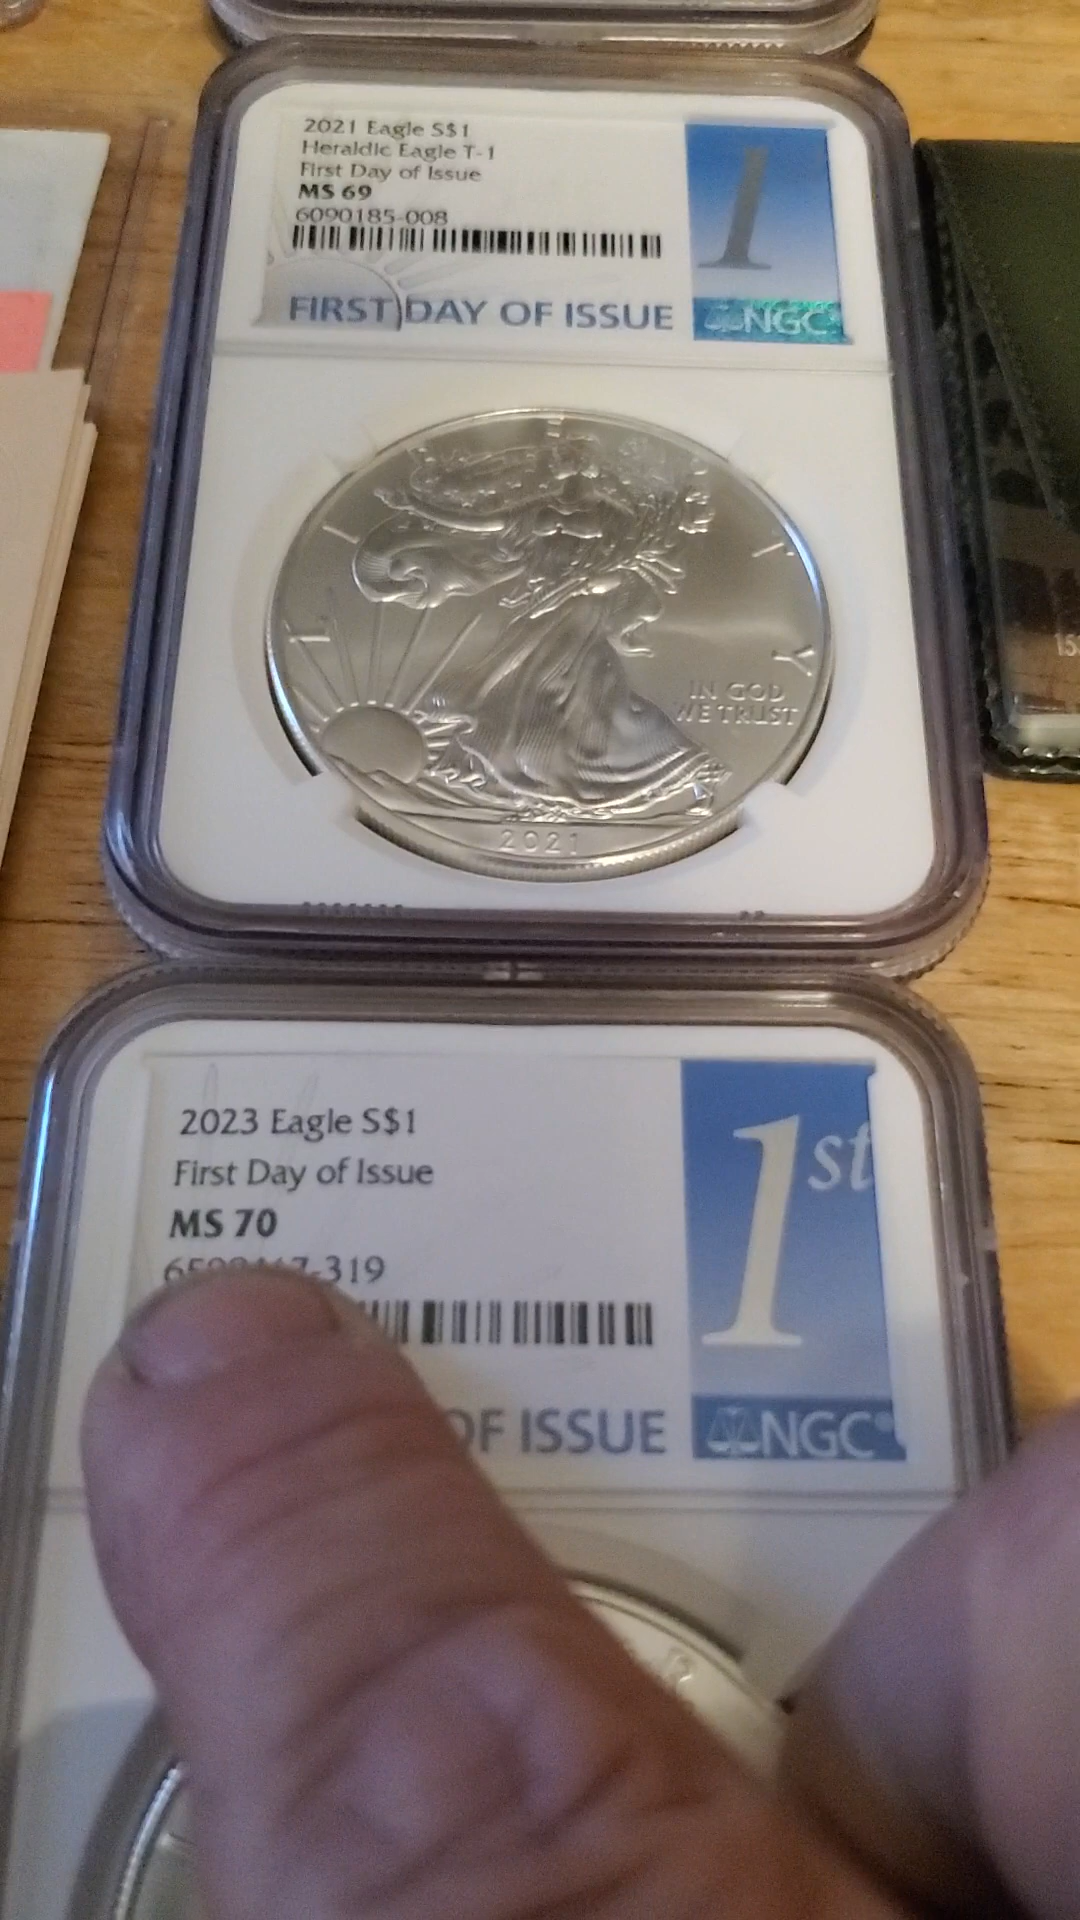 2021 Eagle S$1
Heraldic Eagle T-1
First Day of Issue
MS 69
6090185-008
1
FIRST DAY OF ISSUE
NGC
L I T Y
IN GOD
WE TRUST
2021
2023 Eagle S$1
First Day of Issue
MS 70
-319
1st
OF ISSUE
NGC
R